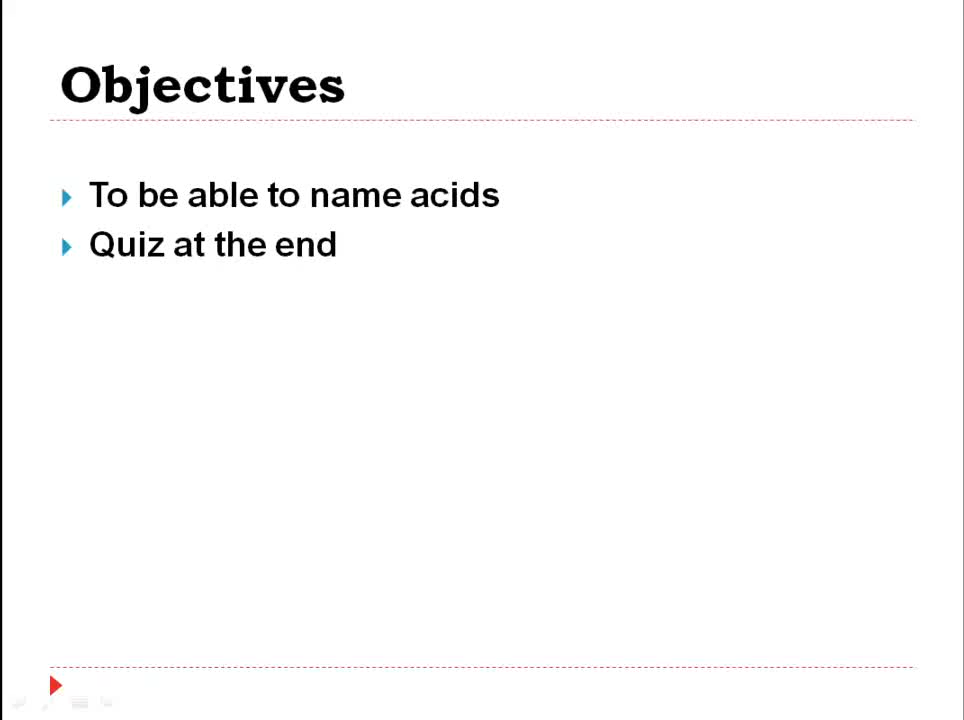 Objectives
To be able to name acids
Quiz at the end